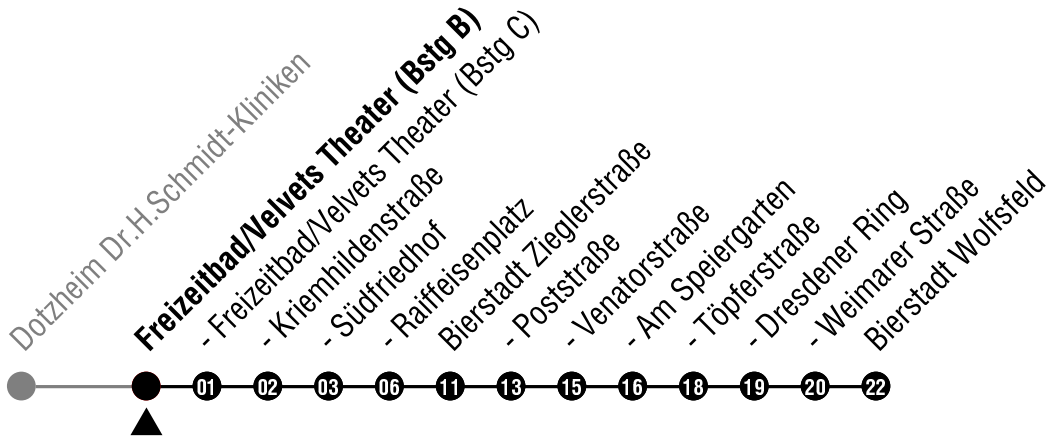 Dotzheim Dr.H.Schmidt-Kliniken
Freizeitbad/Velvets Theater (Bstg B)
- Freizeitbad/Velvets Theater (Bstg C)
- Kriemhildenstraße
- Südfriedhof
- Raiffeisenplatz
Bierstadt Zieglerstraße
- Poststraße
- Venatorstraße
- Am Speiergarten
- Töpferstraße
- Dresdener Ring
- Weimarer Straße
Bierstadt Wolfsfeld
01 02 03 06 11 13 15 16 18 19 20 22